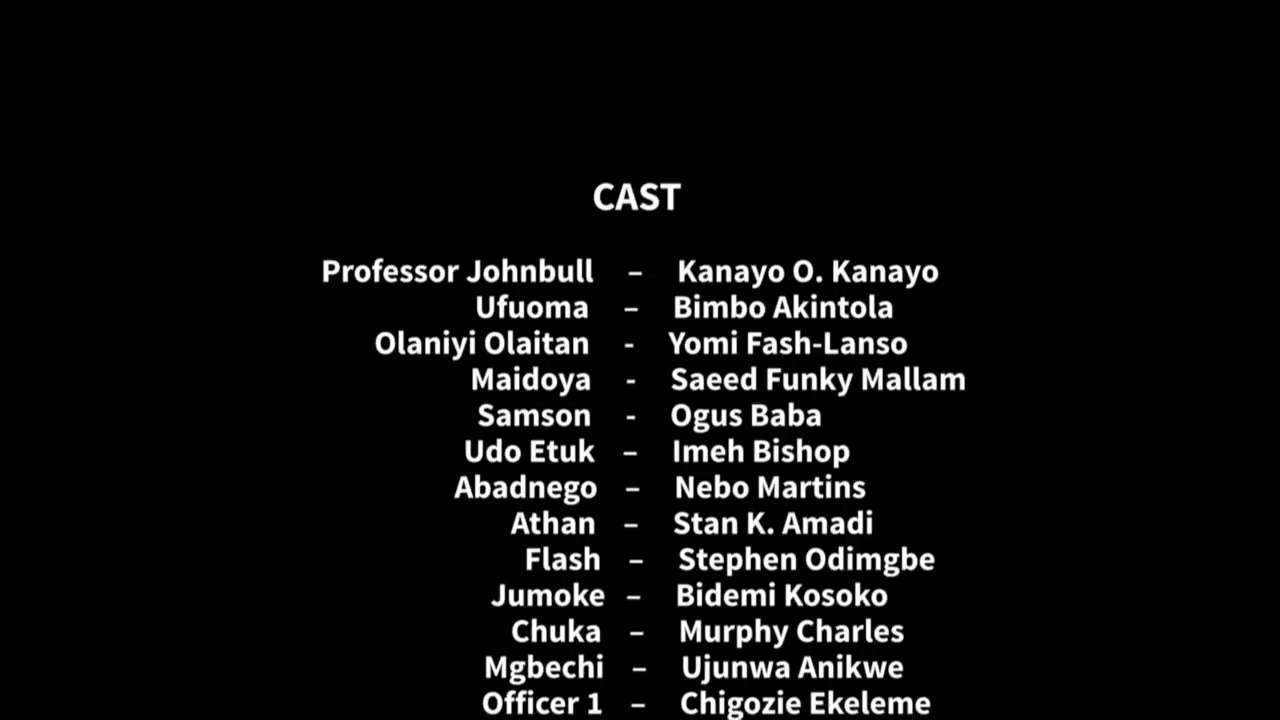 CAST
Professor Johnbull – Kanayo O. Kanayo
Ufuoma – Bimbo Akintola
Olaniyi Olaitan - Yomi Fash-Lanso
Maidoya - Saeed Funky Mallam
Samson - Ogus Baba
Udo Etuk – Imeh Bishop
Abadnego – Nebo Martins
Athan – Stan K. Amadi
Flash – Stephen Odimgbe
Jumoke – Bidemi Kosoko
Chuka – Murphy Charles
Mgbechi – Ujunwa Anikwe
Officer 1 – Chigozie Ekeleme